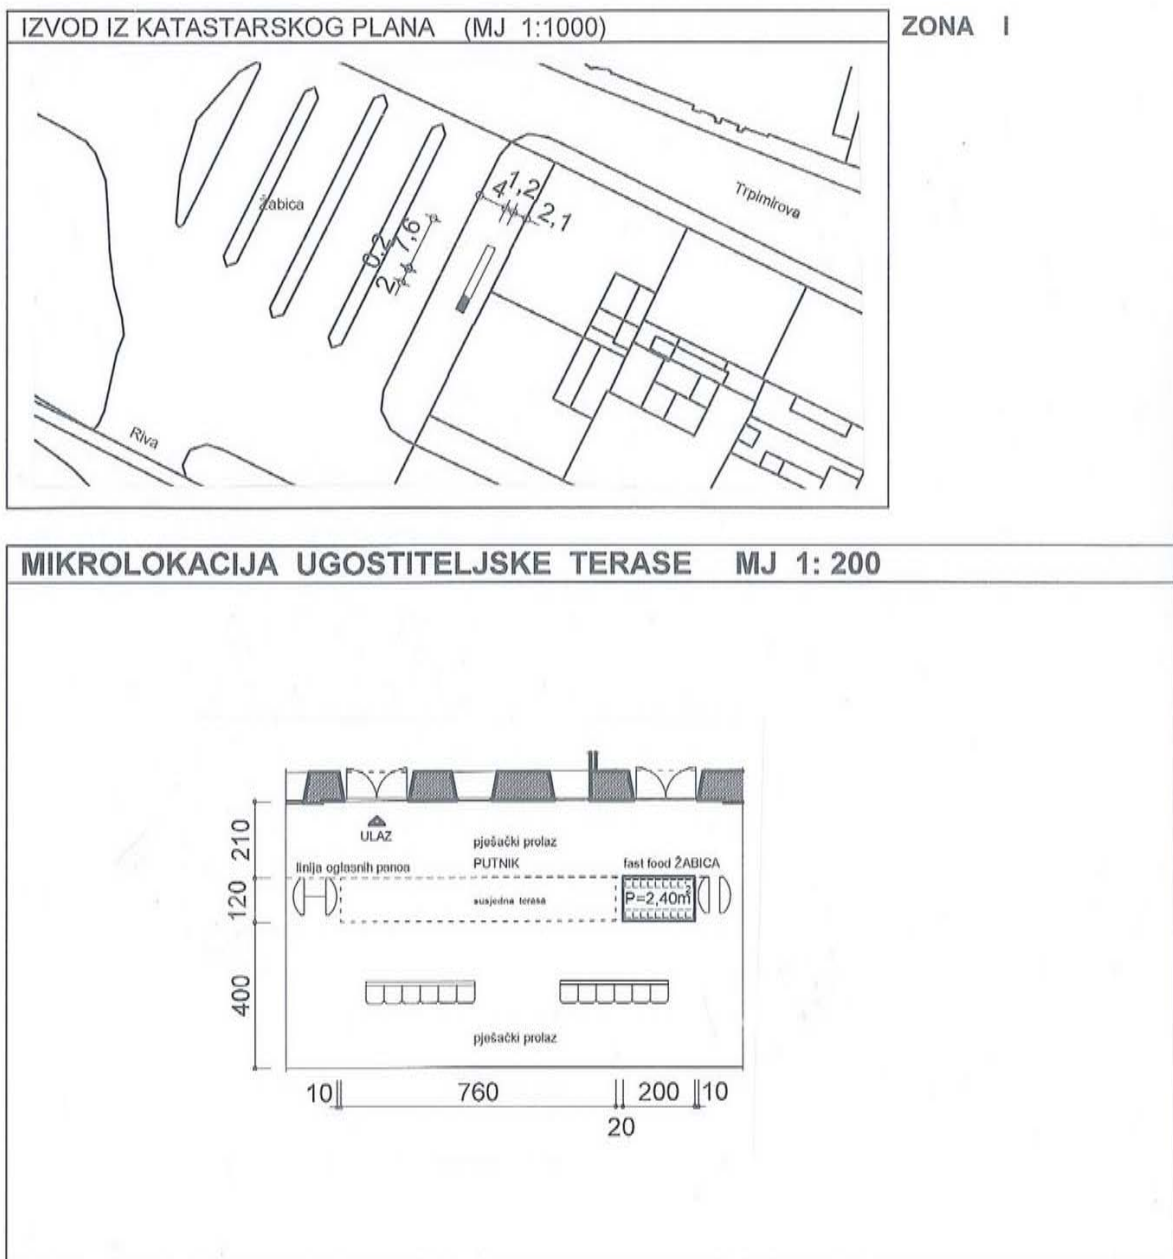 IZVOD IZ KATASTARSKOG PLANA (MJ 1:1000)
ZONA I
Žabica
Trpimirova
4
1,2
2,1
7,6
0,2
2
Riva
MIKROLOKACIJA UGOSTITELJSKE TERASE MJ 1: 200
ULAZ
pješački prolaz
PUTNIK
fast food ŽABICA
linija oglasnih panoa
susjedna terasa
P=2,40m²
pješački prolaz
210
120
400
10
760
200
10
20